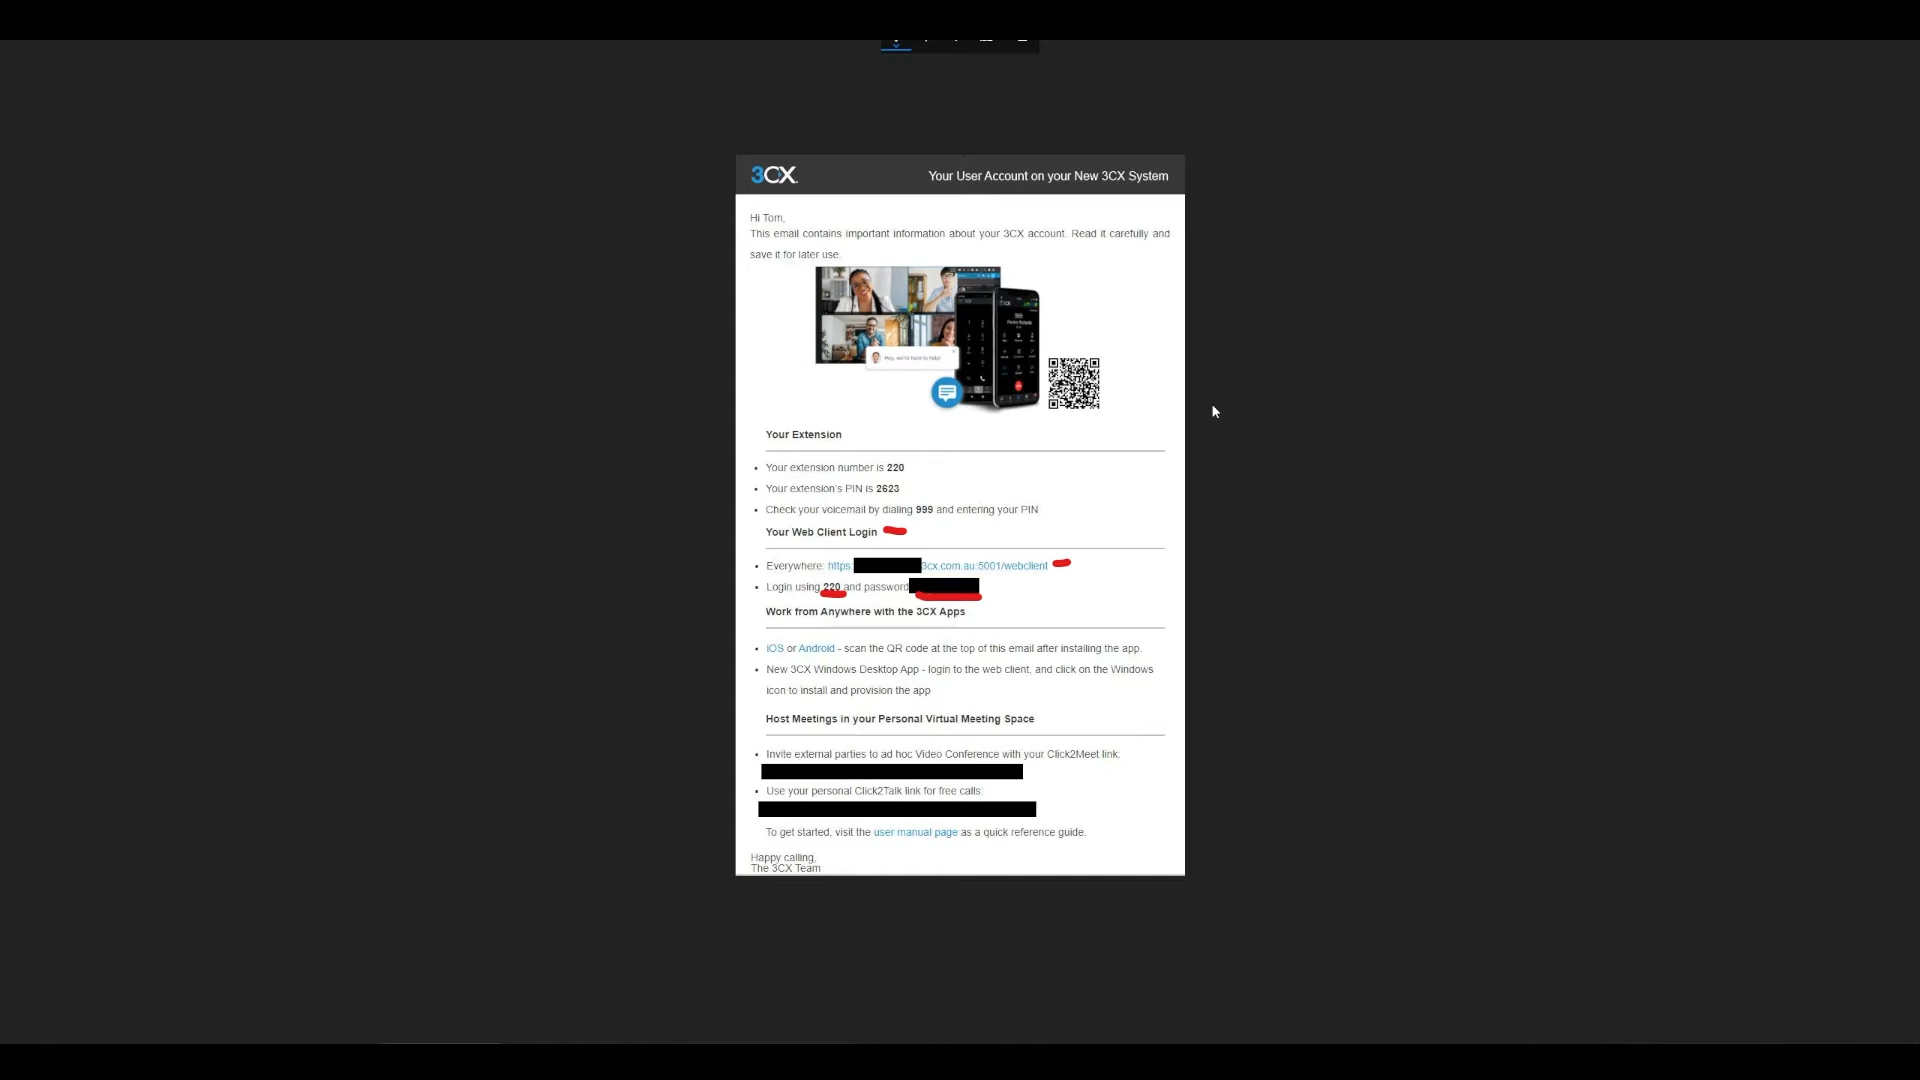 3CX
Your User Account on your New 3CX System
Hi Tom,
This email contains important information about your 3CX account. Read it carefully and
save it for later use.
Hey, we're here to help!
Your Extension
• Your extension number is 220
• Your extension's PIN is 2623
• Check your voicemail by dialing 999 and entering your PIN
Your Web Client Login
• Everywhere: https: 3cx.com.au:5001/webclient
• Login using 220 and password
Work from Anywhere with the 3CX Apps
• iOS or Android - scan the QR code at the top of this email after installing the app.
• New 3CX Windows Desktop App - login to the web client, and click on the Windows
icon to install and provision the app
Host Meetings in your Personal Virtual Meeting Space
• Invite external parties to ad hoc Video Conference with your Click2Meet link:
• Use your personal Click2Talk link for free calls:
To get started, visit the user manual page as a quick reference guide.
Happy calling,
The 3CX Team